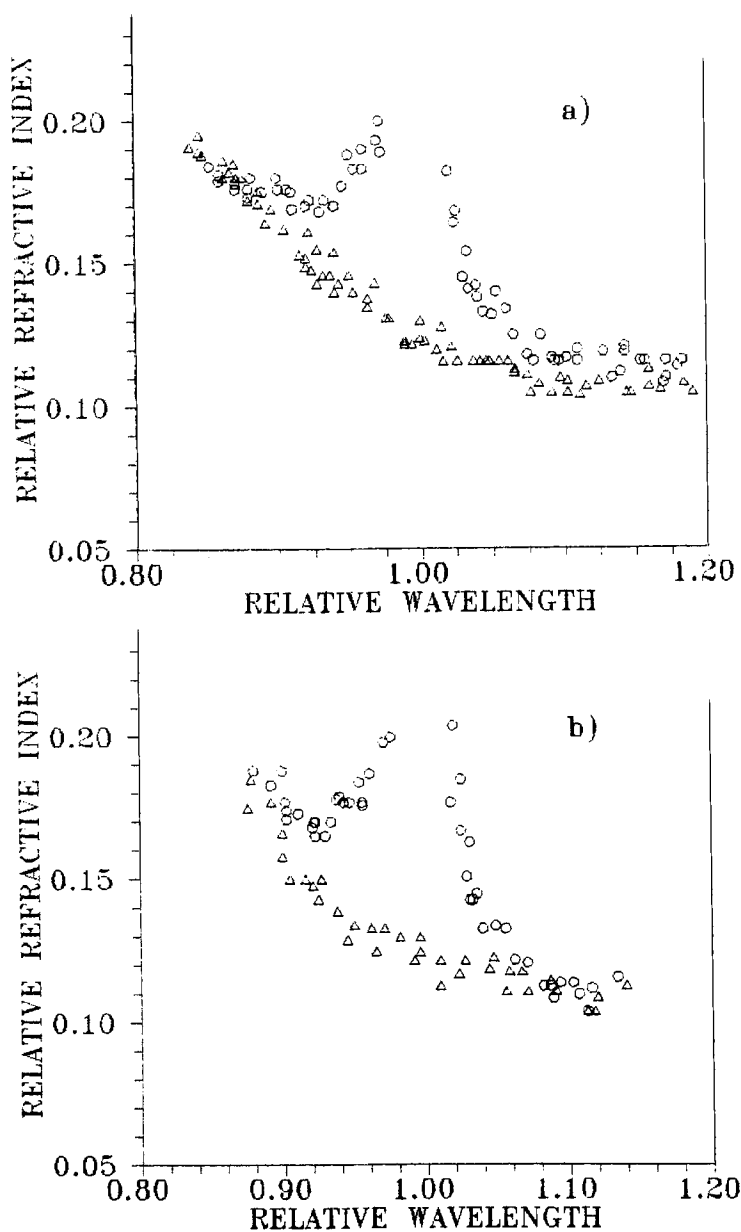 RELATIVE REFRACTIVE INDEX
a)
0.20
0.15
0.10
0.05
0.80
1.00
1.20
RELATIVE WAVELENGTH
RELATIVE REFRACTIVE INDEX
b)
0.20
0.15
0.10
0.05
0.80
0.90
1.00
1.10
1.20
RELATIVE WAVELENGTH